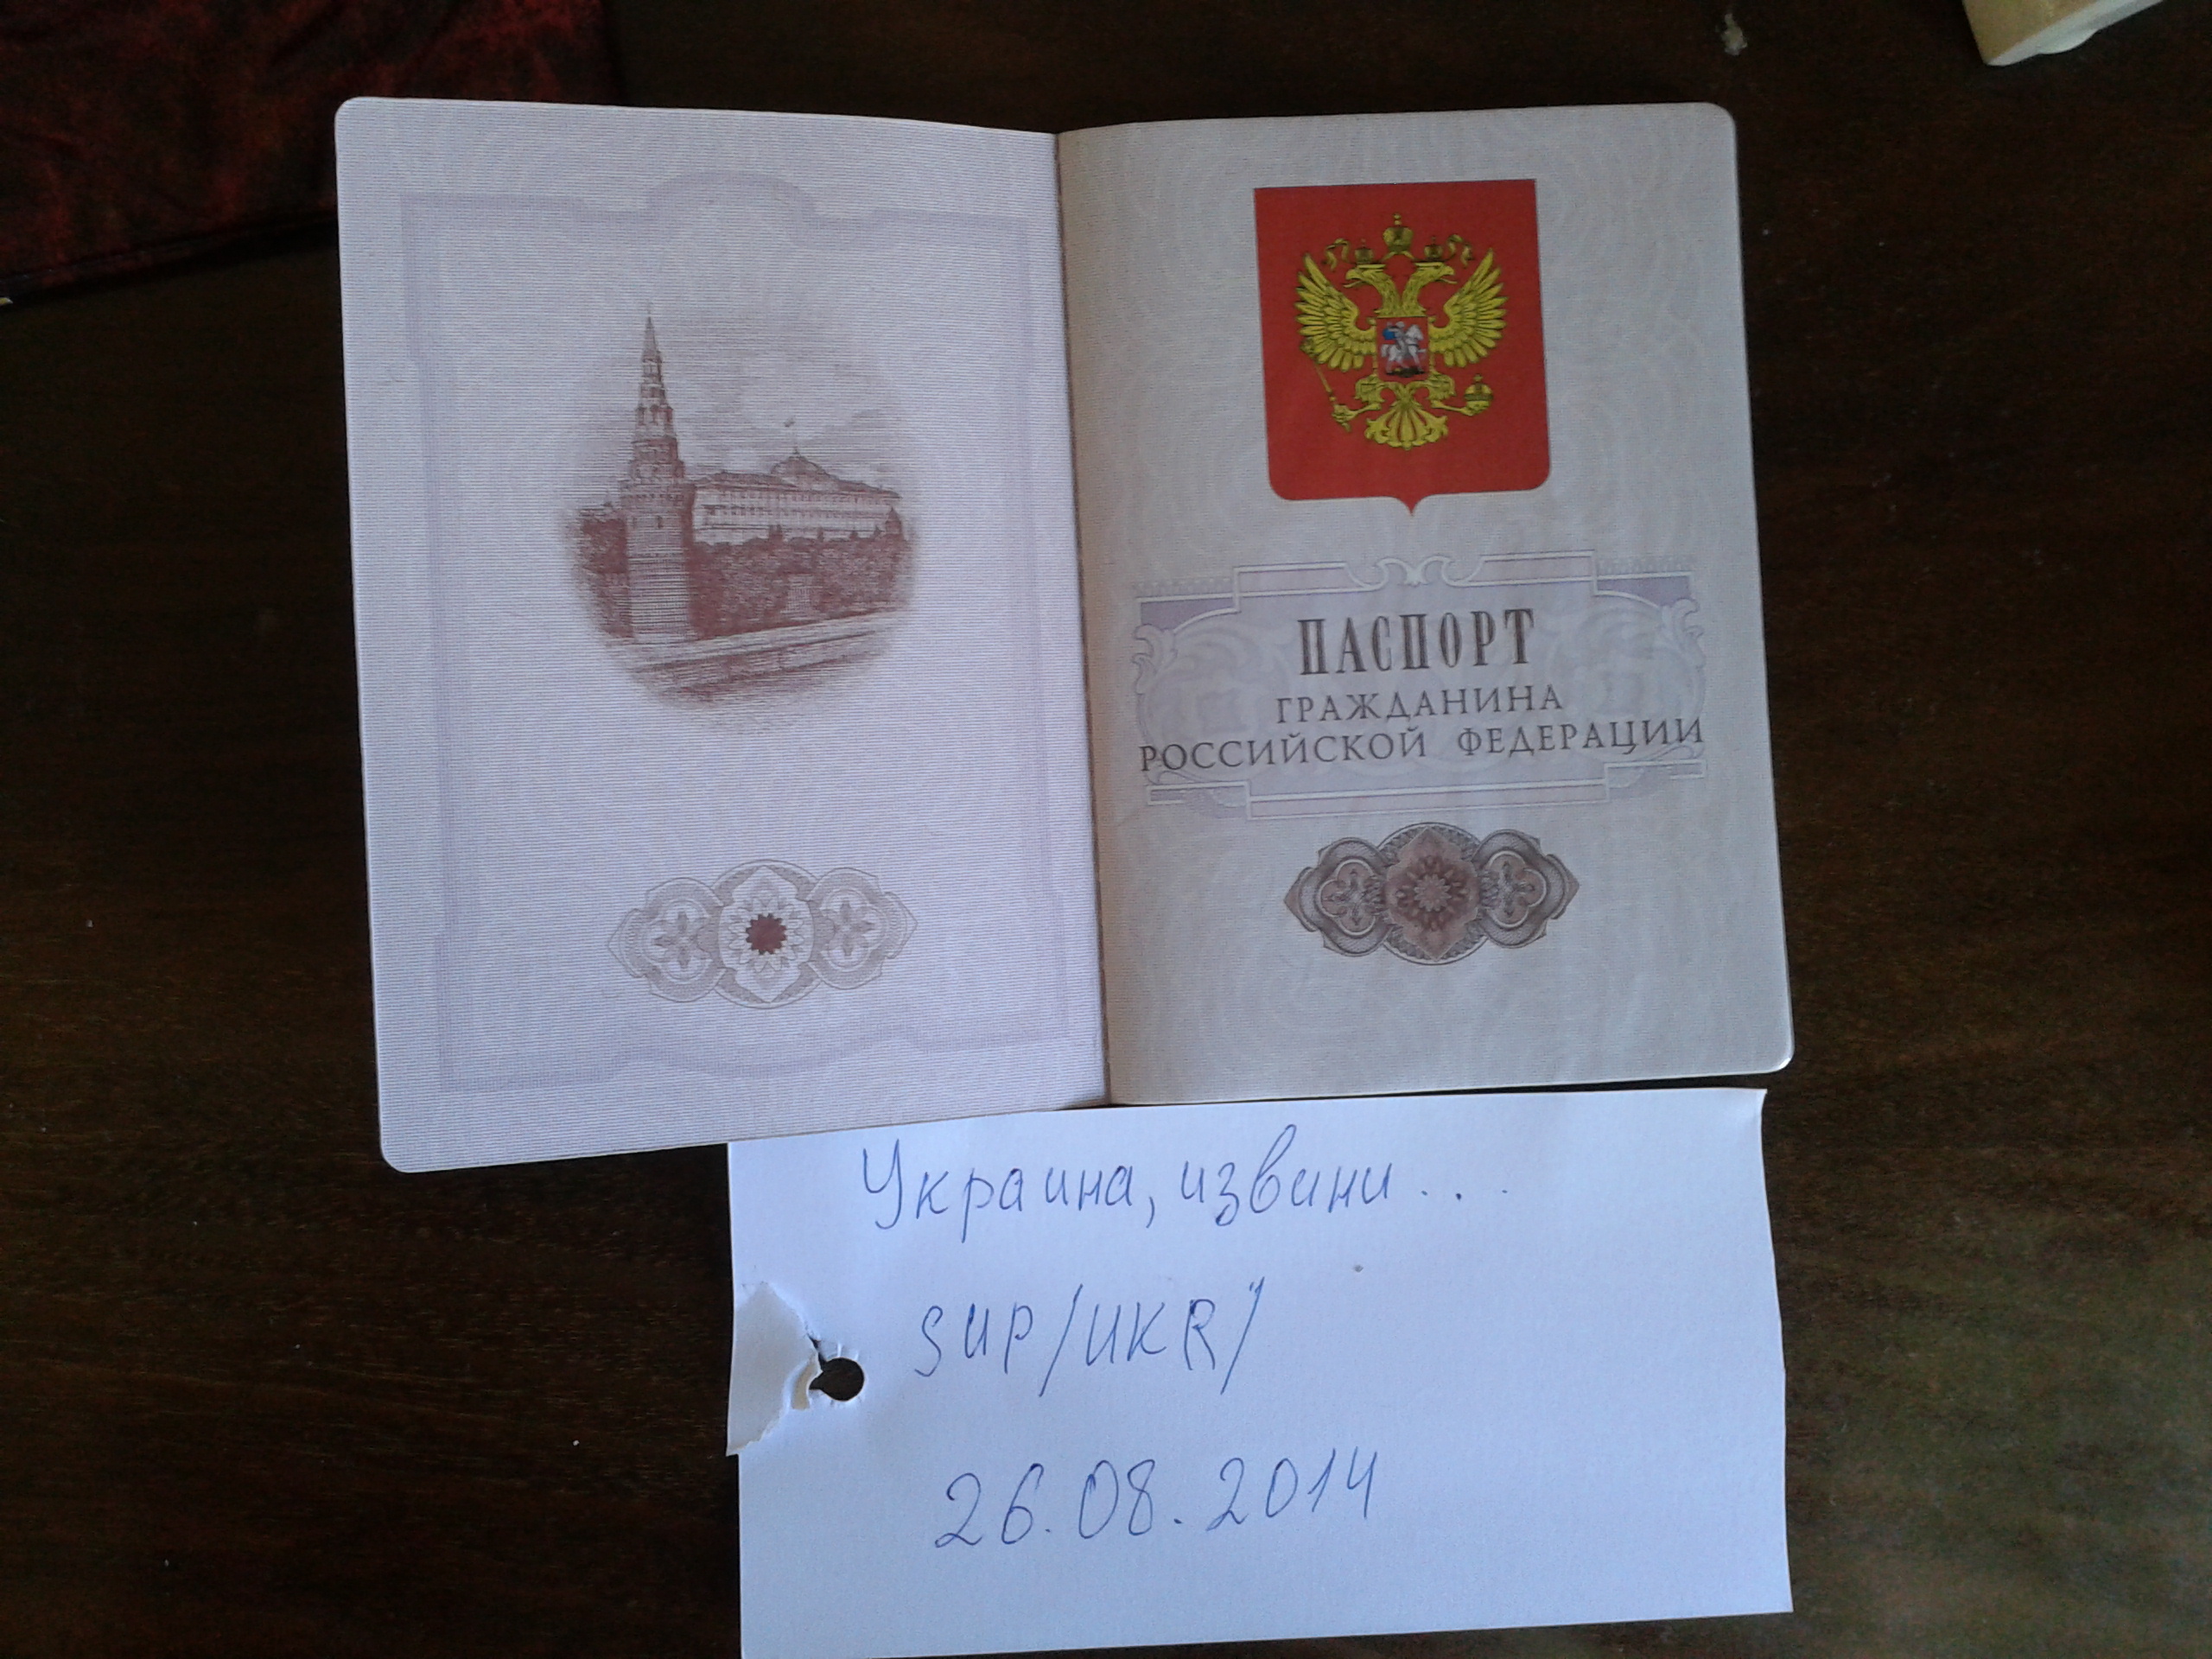 ПАСПОРТ
ГРАЖДАНИНА
РОССИЙСКОЙ ФЕДЕРАЦИИ
Украина, извини...
SUP/UKR/
26.08.2014